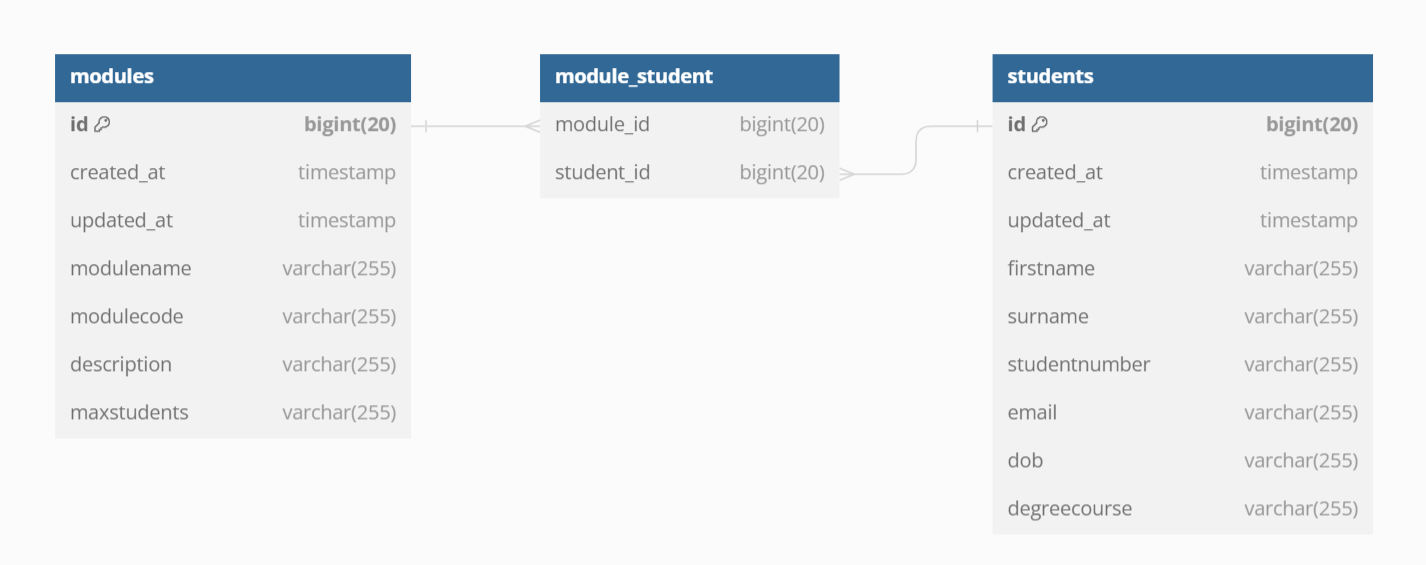 modules
id bigint(20)
created_at timestamp
updated_at timestamp
modulename varchar(255)
modulecode varchar(255)
description varchar(255)
maxstudents varchar(255)
module_student
module_id bigint(20)
student_id bigint(20)
students
id bigint(20)
created_at timestamp
updated_at timestamp
firstname varchar(255)
surname varchar(255)
studentnumber varchar(255)
email varchar(255)
dob varchar(255)
degreecourse varchar(255)